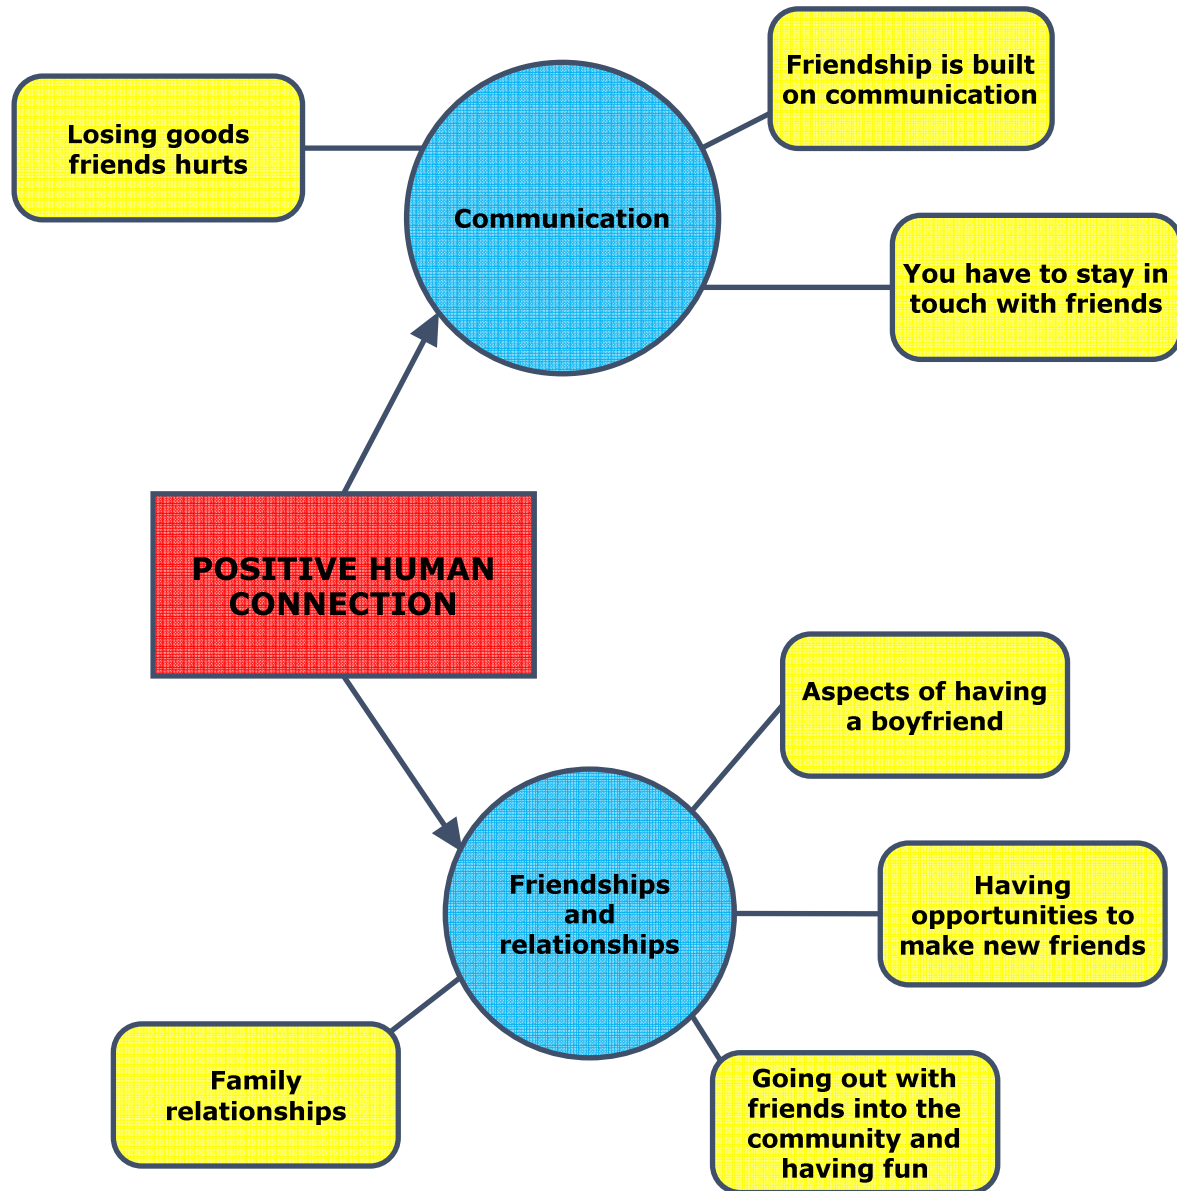 Friendship is built
on communication
Losing goods
friends hurts
Communication
You have to stay in
touch with friends
POSITIVE HUMAN
CONNECTION
Aspects of having
a boyfriend
Friendships
and
relationships
Having
opportunities to
make new friends
Family
relationships
Going out with
friends into the
community and
having fun